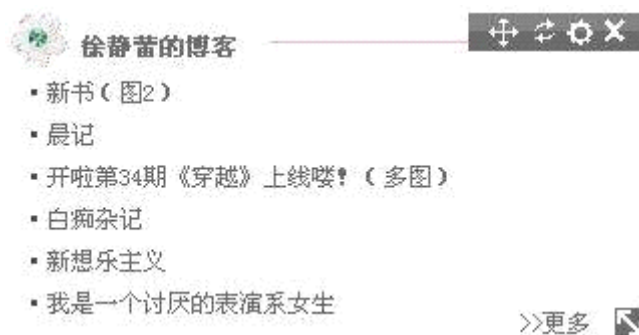 徐静蕾的博客
新书(图2)
晨记
开啦第34期《穿越》上线喽!(多图)
白痴杂记
新想乐主义
我是一个讨厌的表演系女生
>>更多